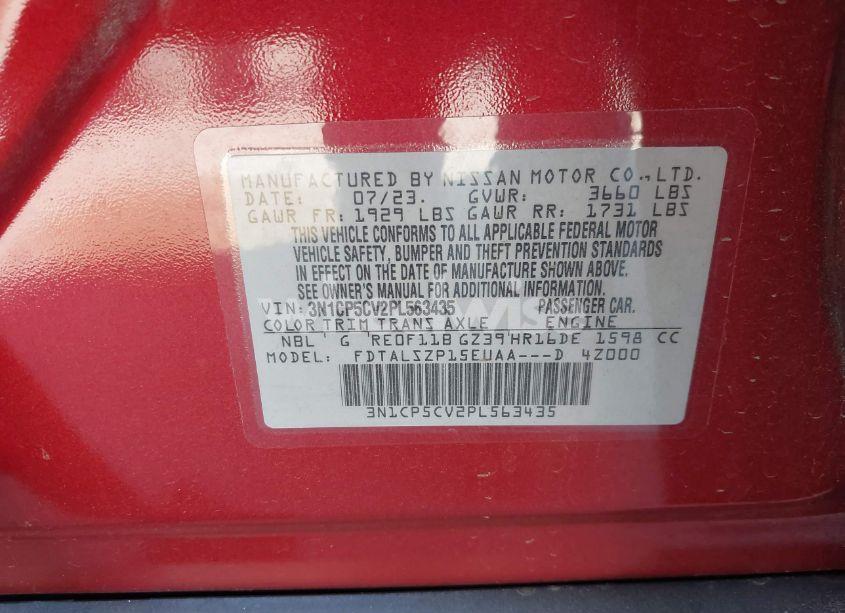 MANUFACTURED BY NISSAN MOTOR CO.,LTD.
DATE: 07/23. GVWR: 3660 LBS
GAWR FR: 1929 LBS GAWR RR: 1731 LBS
THIS VEHICLE CONFORMS TO ALL APPLICABLE FEDERAL MOTOR
VEHICLE SAFETY, BUMPER AND THEFT PREVENTION STANDARDS
IN EFFECT ON THE DATE OF MANUFACTURE SHOWN ABOVE.
SEE OWNER'S MANUAL FOR ADDITIONAL INFORMATION.
VIN: 3N1CP5CV2PL563435 PASSENGER CAR.
COLOR TRIM TRANS AXLE ENGINE
NBL G RE0F11B GZ39 HR16DE 1598 CC
MODEL: FDTALSZP15EUAA---D 4Z000
3N1CP5CV2PL563435